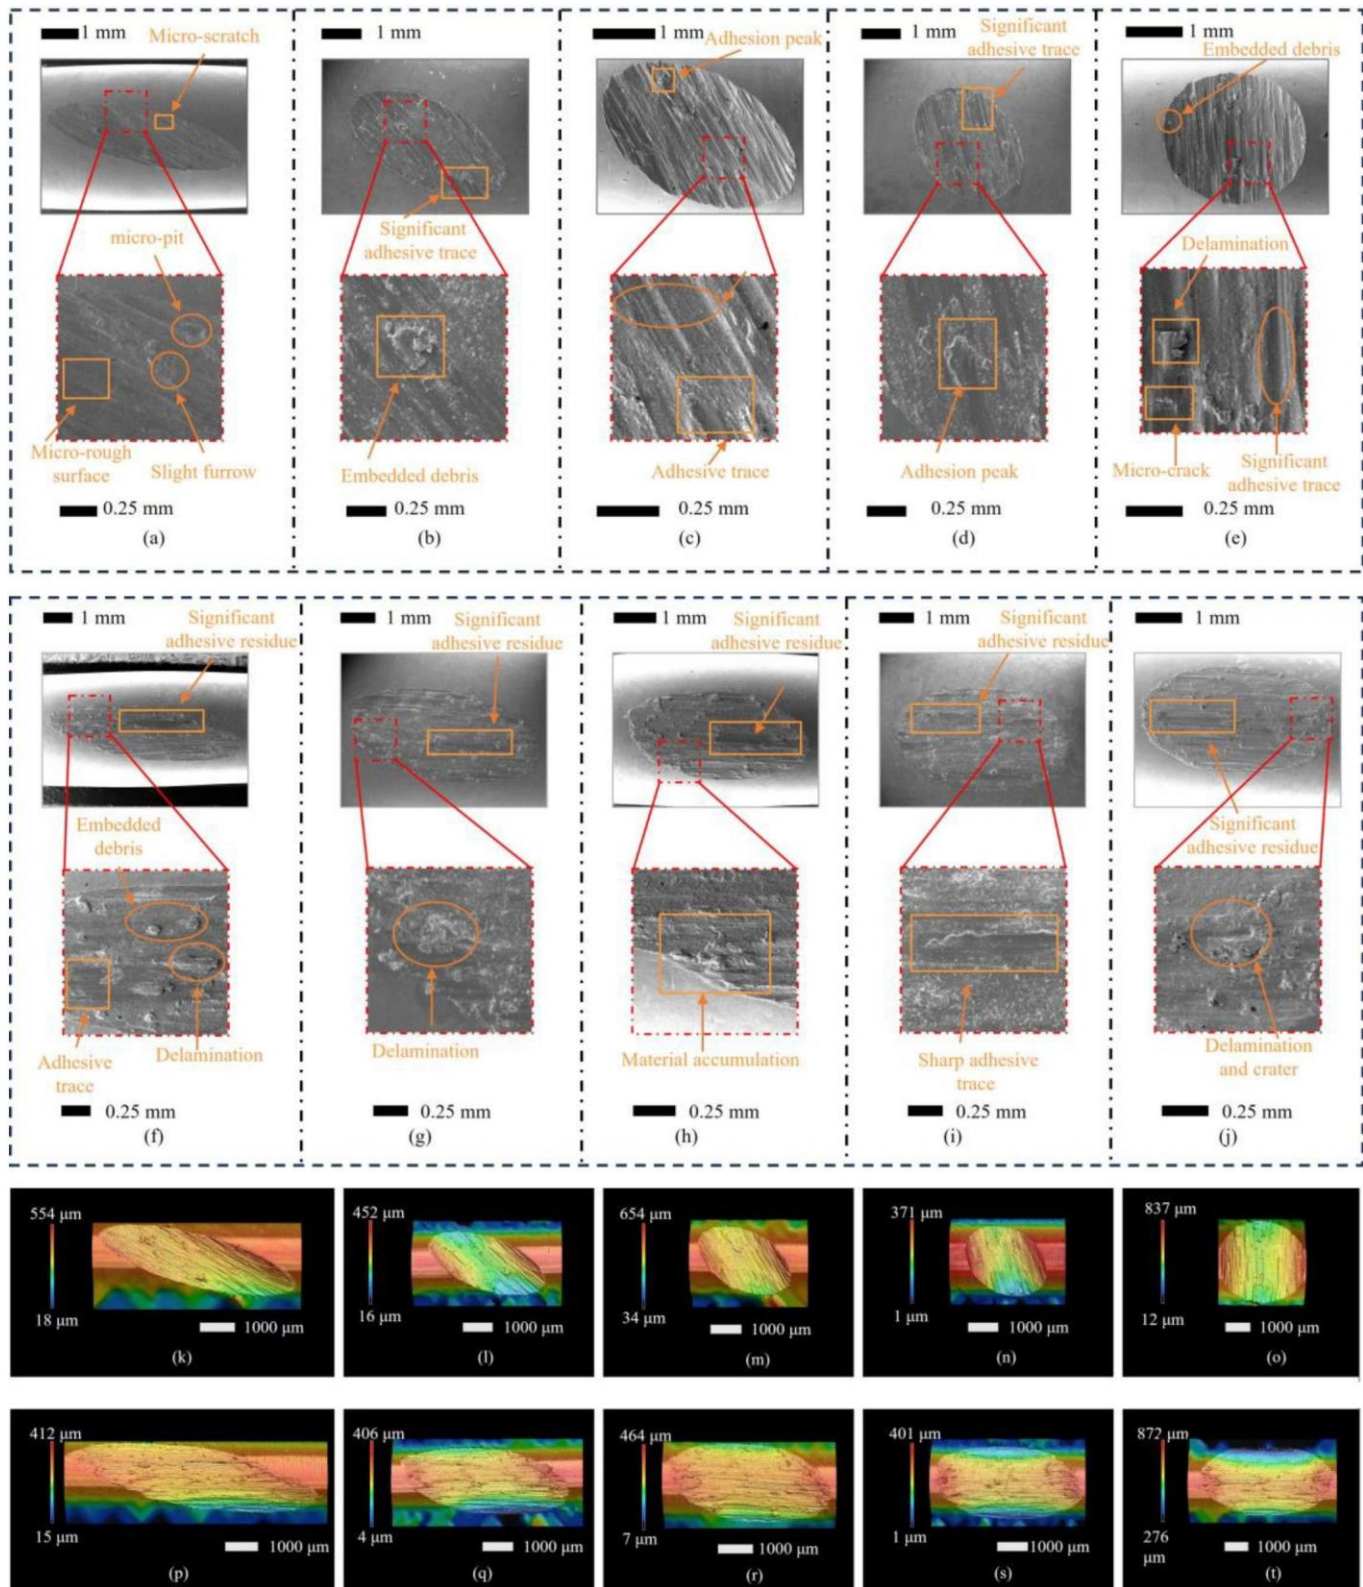 1 mm
Micro-scratch
micro-pit
Micro-rough
surface
Slight furrow
0.25 mm
(a)
1 mm
Significant
adhesive trace
Embedded debris
0.25 mm
(b)
1 mm
Adhesion peak
Adhesive trace
0.25 mm
(c)
1 mm
Significant
adhesive trace
Adhesion peak
0.25 mm
(d)
1 mm
Embedded debris
Delamination
Micro-crack
Significant
adhesive trace
0.25 mm
(e)
1 mm
Significant
adhesive residue
Embedded
debris
Adhesive
trace
Delamination
0.25 mm
(f)
1 mm
Significant
adhesive residue
Delamination
0.25 mm
(g)
1 mm
Significant
adhesive residue
Material accumulation
0.25 mm
(h)
1 mm
Significant
adhesive residue
Sharp adhesive
trace
0.25 mm
(i)
1 mm
Significant
adhesive residue
Delamination
and crater
0.25 mm
(j)
554 μm
18 μm
1000 μm
(k)
452 μm
16 μm
1000 μm
(l)
654 μm
34 μm
1000 μm
(m)
371 μm
1 μm
1000 μm
(n)
837 μm
12 μm
1000 μm
(o)
412 μm
15 μm
1000 μm
(p)
406 μm
4 μm
1000 μm
(q)
464 μm
7 μm
1000 μm
(r)
401 μm
1 μm
1000 μm
(s)
872 μm
276
μm
1000 μm
(t)